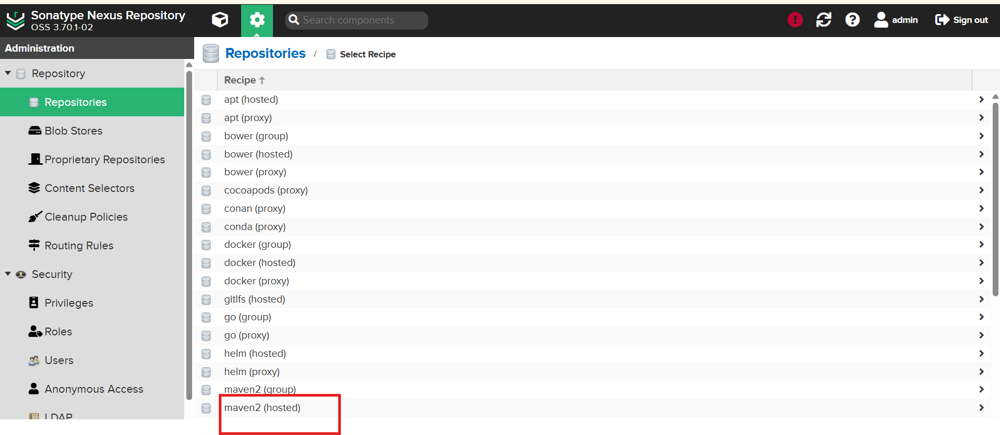 Sonatype Nexus Repository
OSS 3.70.1-02
Search components
admin
Sign out
Administration
Repository
Repositories
Blob Stores
Proprietary Repositories
Content Selectors
Cleanup Policies
Routing Rules
Security
Privileges
Roles
Users
Anonymous Access
LDAP
Repositories / Select Recipe
Recipe
apt (hosted)
apt (proxy)
bower (group)
bower (hosted)
bower (proxy)
cocoapods (proxy)
conan (proxy)
conda (proxy)
docker (group)
docker (hosted)
docker (proxy)
gitlfs (hosted)
go (group)
go (proxy)
helm (hosted)
helm (proxy)
maven2 (group)
maven2 (hosted)